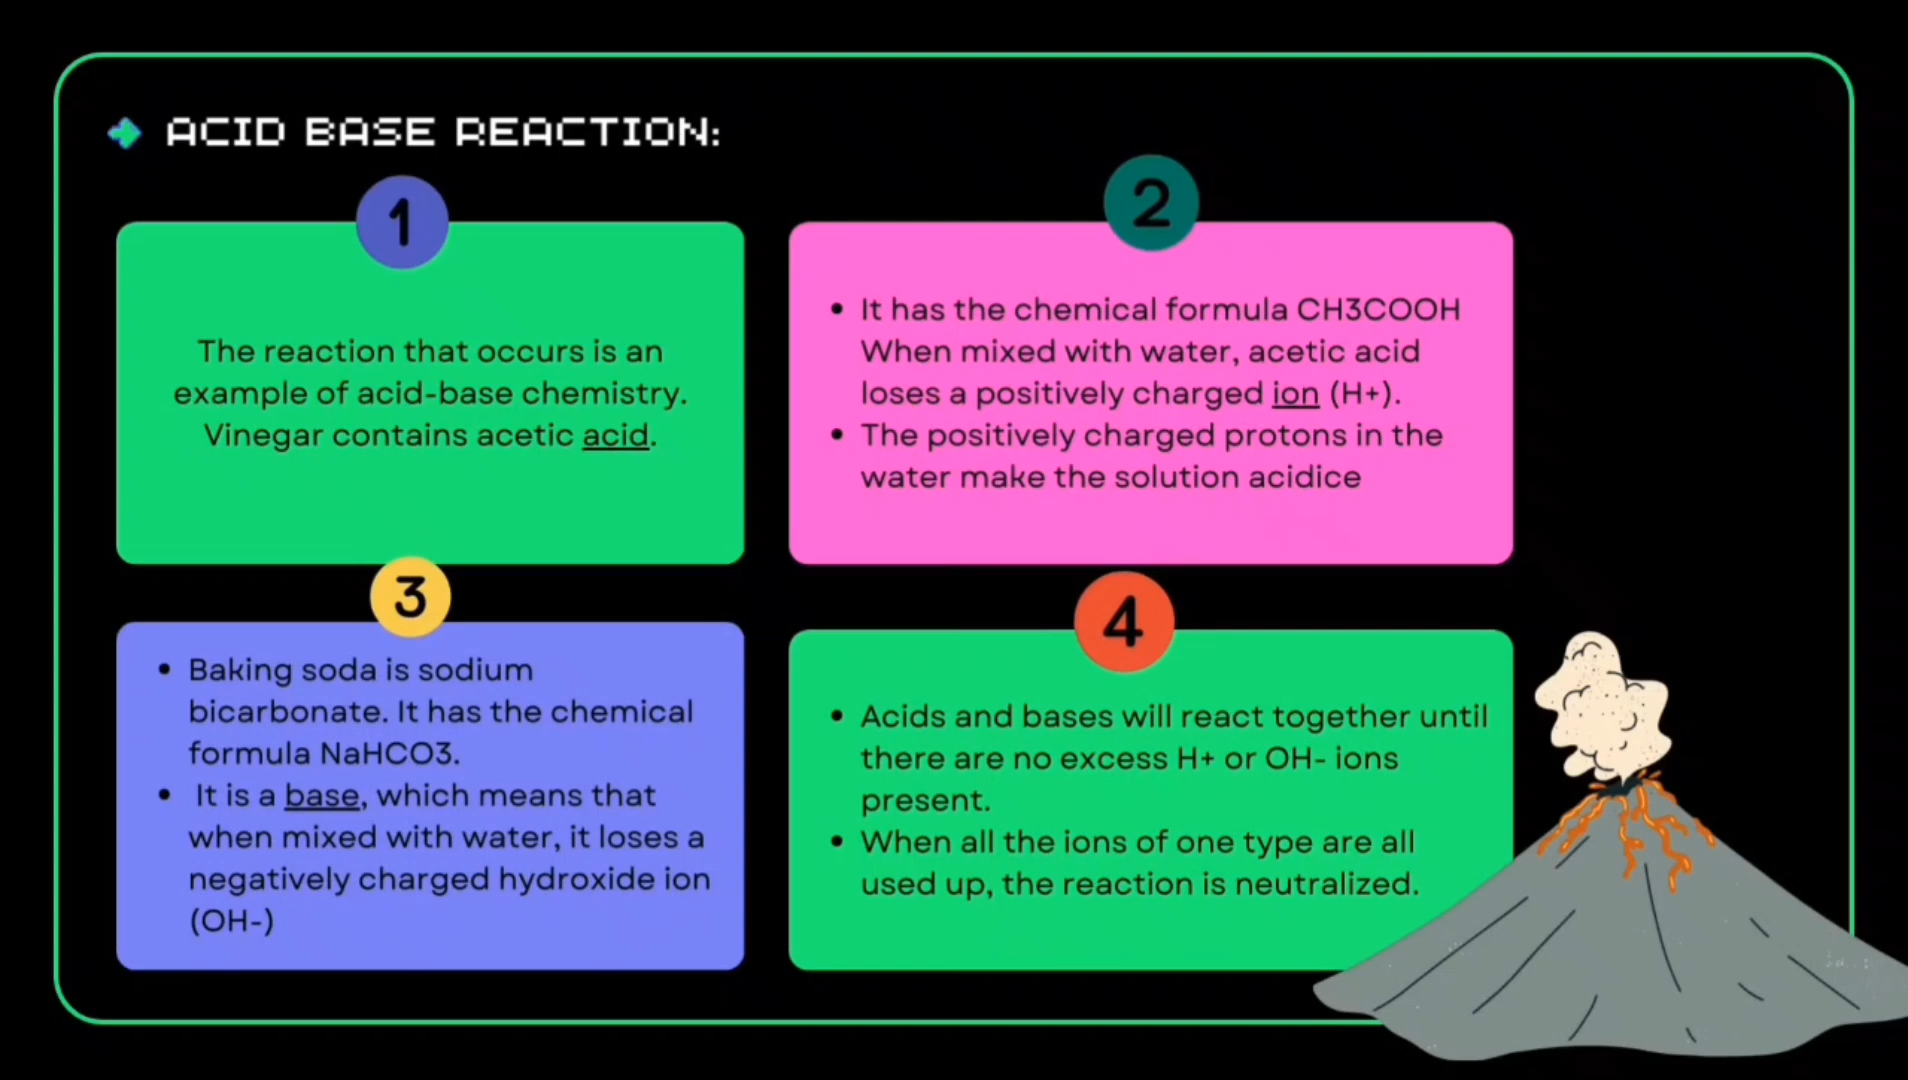 ACID BASE REACTION:
1
The reaction that occurs is an
example of acid-base chemistry.
Vinegar contains acetic acid.
2
• It has the chemical formula CH3COOH
When mixed with water, acetic acid
loses a positively charged ion (H+).
• The positively charged protons in the
water make the solution acidice
3
• Baking soda is sodium
bicarbonate. It has the chemical
formula NaHCO3.
• It is a base, which means that
when mixed with water, it loses a
negatively charged hydroxide ion
(OH-)
4
• Acids and bases will react together until
there are no excess H+ or OH- ions
present.
• When all the ions of one type are all
used up, the reaction is neutralized.